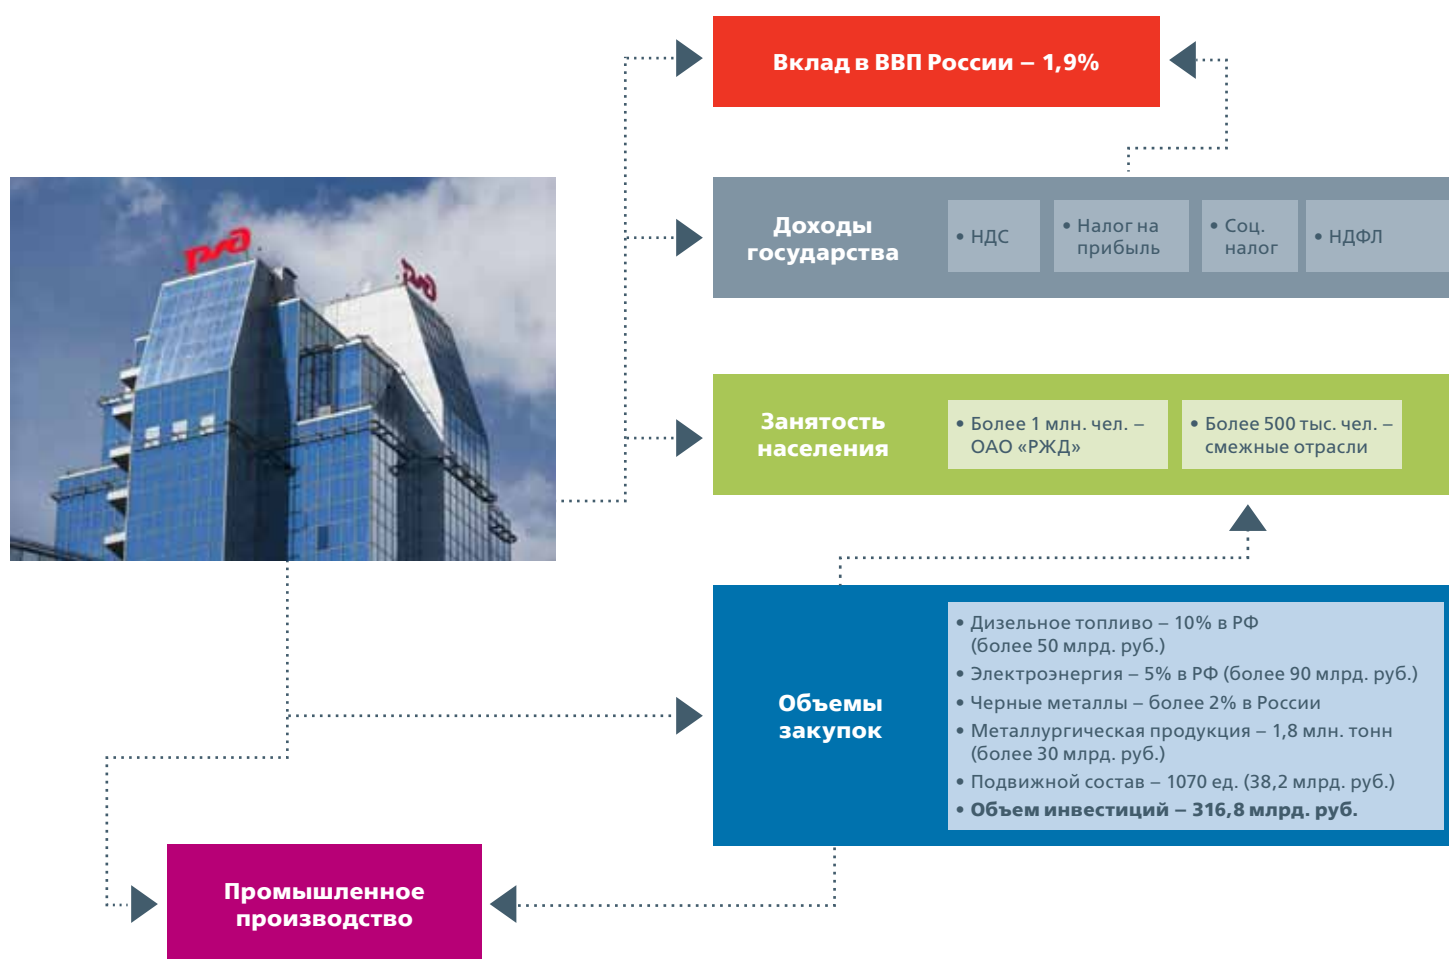 Вклад в ВВП России – 1,9%
ржд
Доходы
государства
• НДС
• Налог на
прибыль
• Соц.
налог
• НДФЛ
Занятость
населения
• Более 1 млн. чел. –
ОАО «РЖД»
• Более 500 тыс. чел. –
смежные отрасли
Объемы
закупок
• Дизельное топливо – 10% в РФ
(более 50 млрд. руб.)
• Электроэнергия – 5% в РФ (более 90 млрд. руб.)
• Черные металлы – более 2% в России
• Металлургическая продукция – 1,8 млн. тонн
(более 30 млрд. руб.)
• Подвижной состав – 1070 ед. (38,2 млрд. руб.)
• Объем инвестиций – 316,8 млрд. руб.
Промышленное
производство